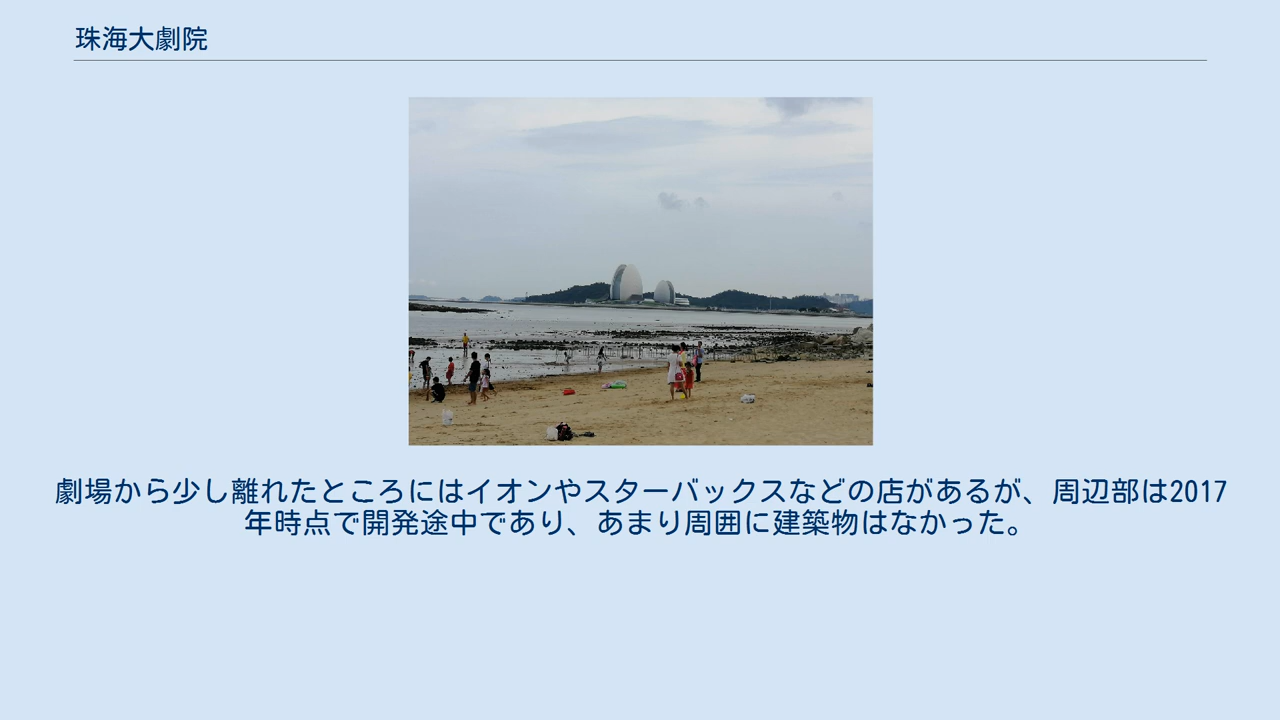 珠海大劇院
劇場から少し離れたところにはイオンやスターバックスなどの店があるが、周辺部は2017
年時点で開発途中であり、あまり周囲に建築物はなかった。